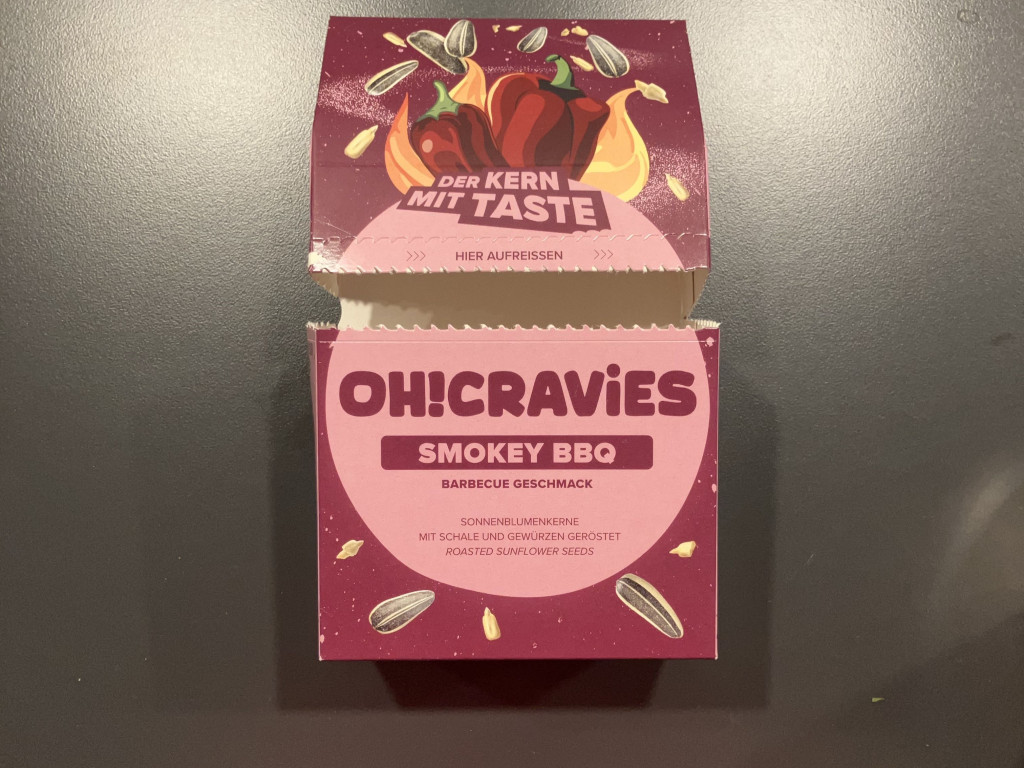 DER KERN
MIT TASTE
>>> HIER AUFREISSEN >>>
OH!CRAViES
SMOKEY BBQ
BARBECUE GESCHMACK
SONNENBLUMENKERNE
MIT SCHALE UND GEWÜRZEN GERÖSTET
ROASTED SUNFLOWER SEEDS